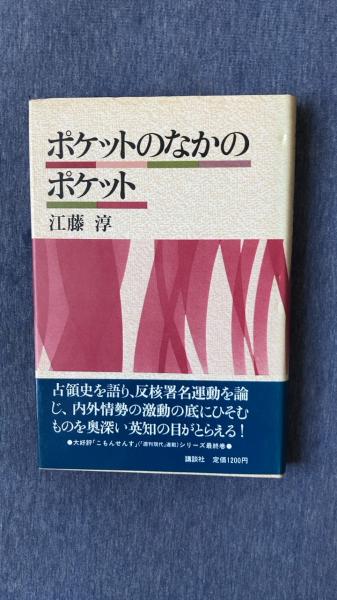 ポケットのなかの
ポケット
江藤 淳
占領史を語り、反核署名運動を論
じ、内外情勢の激動の底にひそむ
ものを奥深い英知の目がとらえる！
●大好評「こもんせんす」(「週刊現代」連載)シリーズ最終巻●
講談社 定価1200円